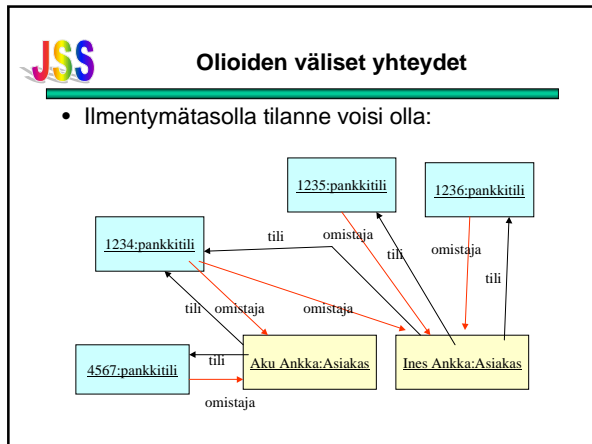 JSS
Olioiden väliset yhteydet
• Ilmentymätasolla tilanne voisi olla:
1235:pankkitili
1236:pankkitili
1234:pankkitili
tili
omistaja
tili
omistaja
tili
tili
omistaja
omistaja
4567:pankkitili
tili
Aku Ankka:Asiakas
Ines Ankka:Asiakas
omistaja